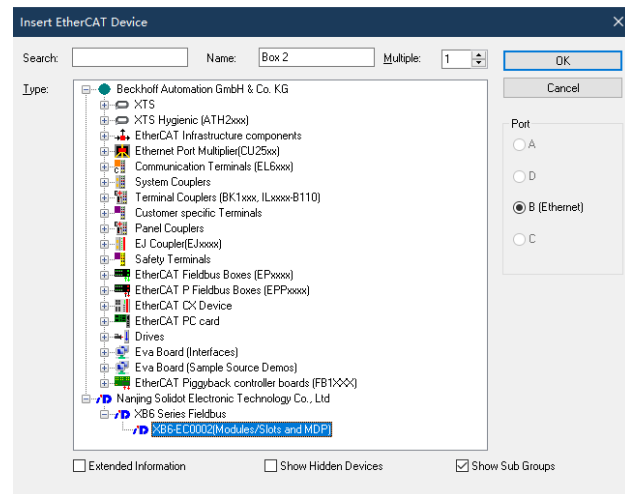 Insert EtherCAT Device
Search:
Name: Box 2
Multiple: 1
OK
Type:
Cancel
Beckhoff Automation GmbH & Co. KG
XTS
XTS Hygienic (ATH2xxx)
EtherCAT Infrastructure components
Ethernet Port Multiplier(CU25xx)
Communication Terminals (EL6xxx)
System Couplers
Terminal Couplers (BK1xxx, ILxxxx-B110)
Customer specific Terminals
Panel Couplers
EJ Coupler(EJxxxx)
Safety Terminals
EtherCAT Fieldbus Boxes (EPxxxx)
EtherCAT P Fieldbus Boxes (EPPxxxx)
EtherCAT CX Device
EtherCAT PC card
Drives
Eva Board (Interfaces)
Eva Board (Sample Source Demos)
EtherCAT Piggyback controller boards (FB1XXX)
Nanjing Solidot Electronic Technology Co., Ltd
XB6 Series Fieldbus
XB6-EC0002(Modules/Slots and MDP)
Port
A
D
B (Ethernet)
C
Extended Information
Show Hidden Devices
Show Sub Groups